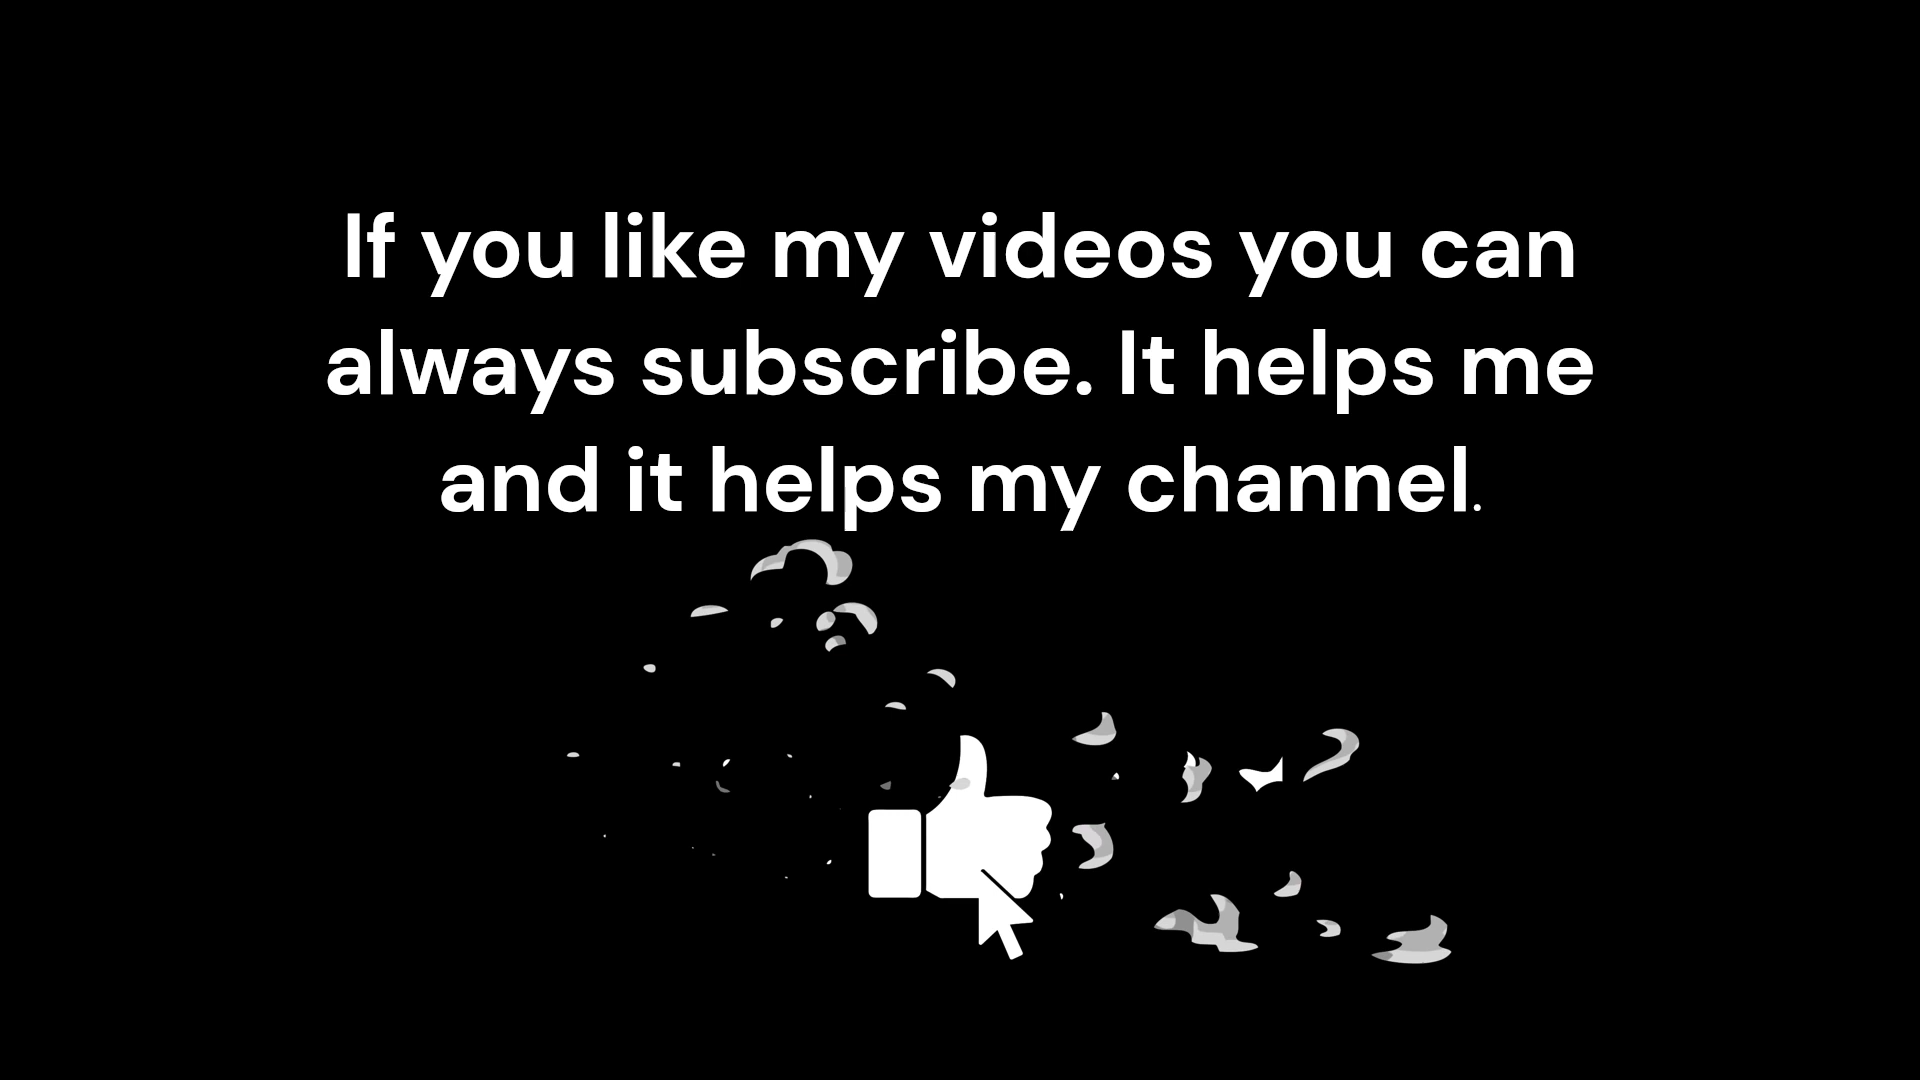 If you like my videos you can
always subscribe. It helps me
and it helps my channel.